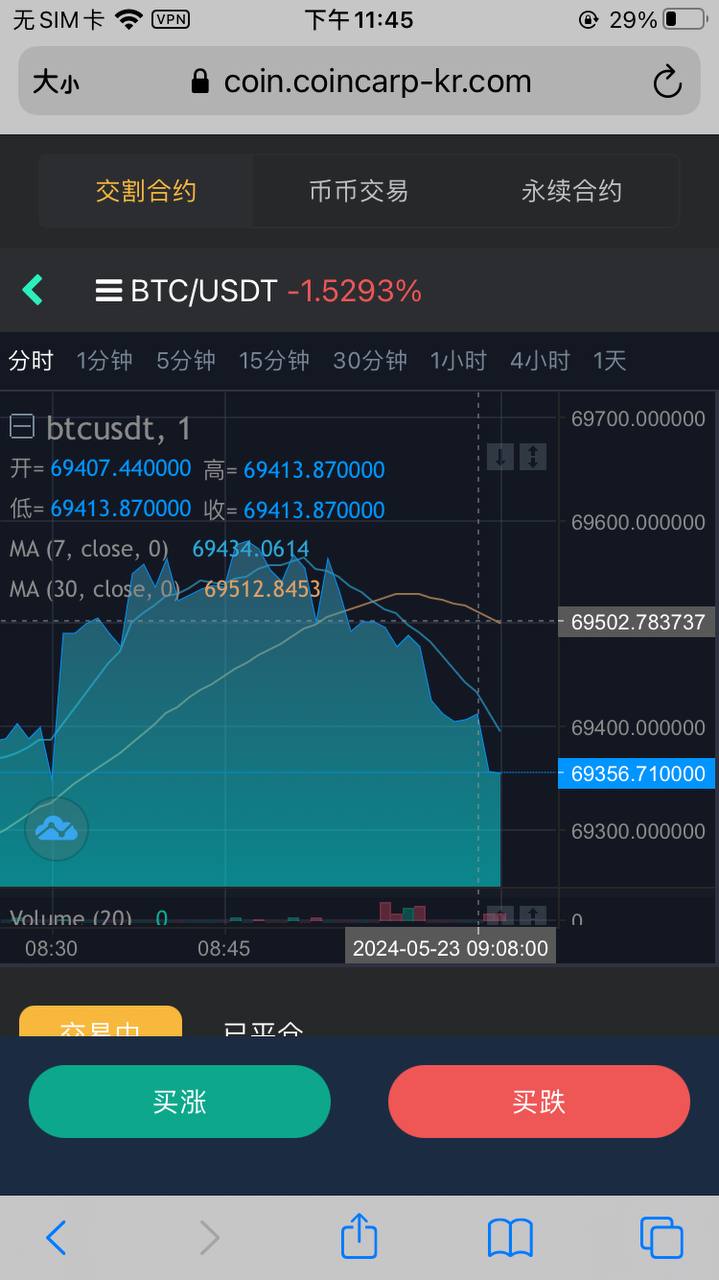 无SIM卡 VPN 下午11:45 29%
大小 coin.coincarp-kr.com
交割合约 币币交易 永续合约
BTC/USDT -1.5293%
分时 1分钟 5分钟 15分钟 30分钟 1小时 4小时 1天
btcusdt, 1
开= 69407.440000 高= 69413.870000
低= 69413.870000 收= 69413.870000
MA (7, close, 0) 69434.0614
MA (30, close, 0) 69512.8453
69700.000000
69600.000000
69502.783737
69400.000000
69356.710000
69300.000000
Volume (20) 0
0
08:30 08:45 2024-05-23 09:08:00
交易中 已平仓
买涨 买跌